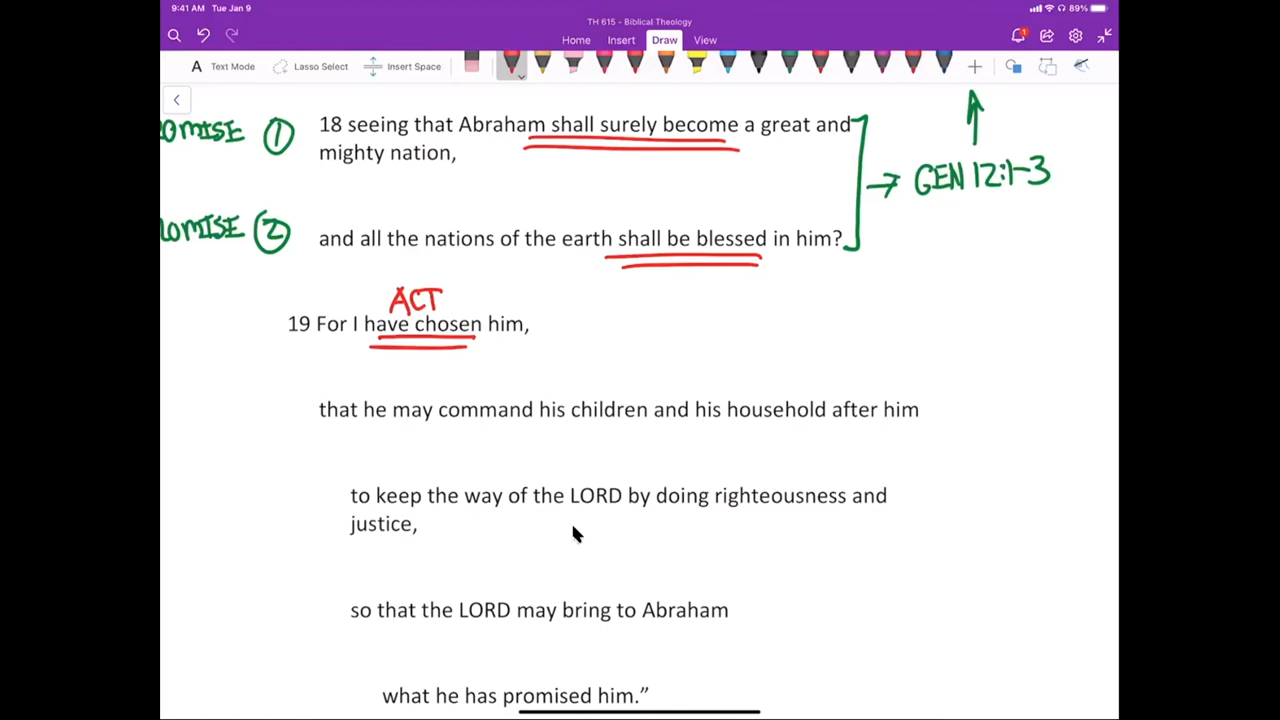 9:41 AM Tue Jan 9
89%
TH 615 - Biblical Theology
Home Insert Draw View
1
A Text Mode Lasso Select Insert Space
OMISE 1
18 seeing that Abraham shall surely become a great and
mighty nation,
→ GEN 12:1-3
OMISE 2
and all the nations of the earth shall be blessed in him?
ACT
19 For I have chosen him,
that he may command his children and his household after him
to keep the way of the LORD by doing righteousness and
justice,
so that the LORD may bring to Abraham
what he has promised him.”